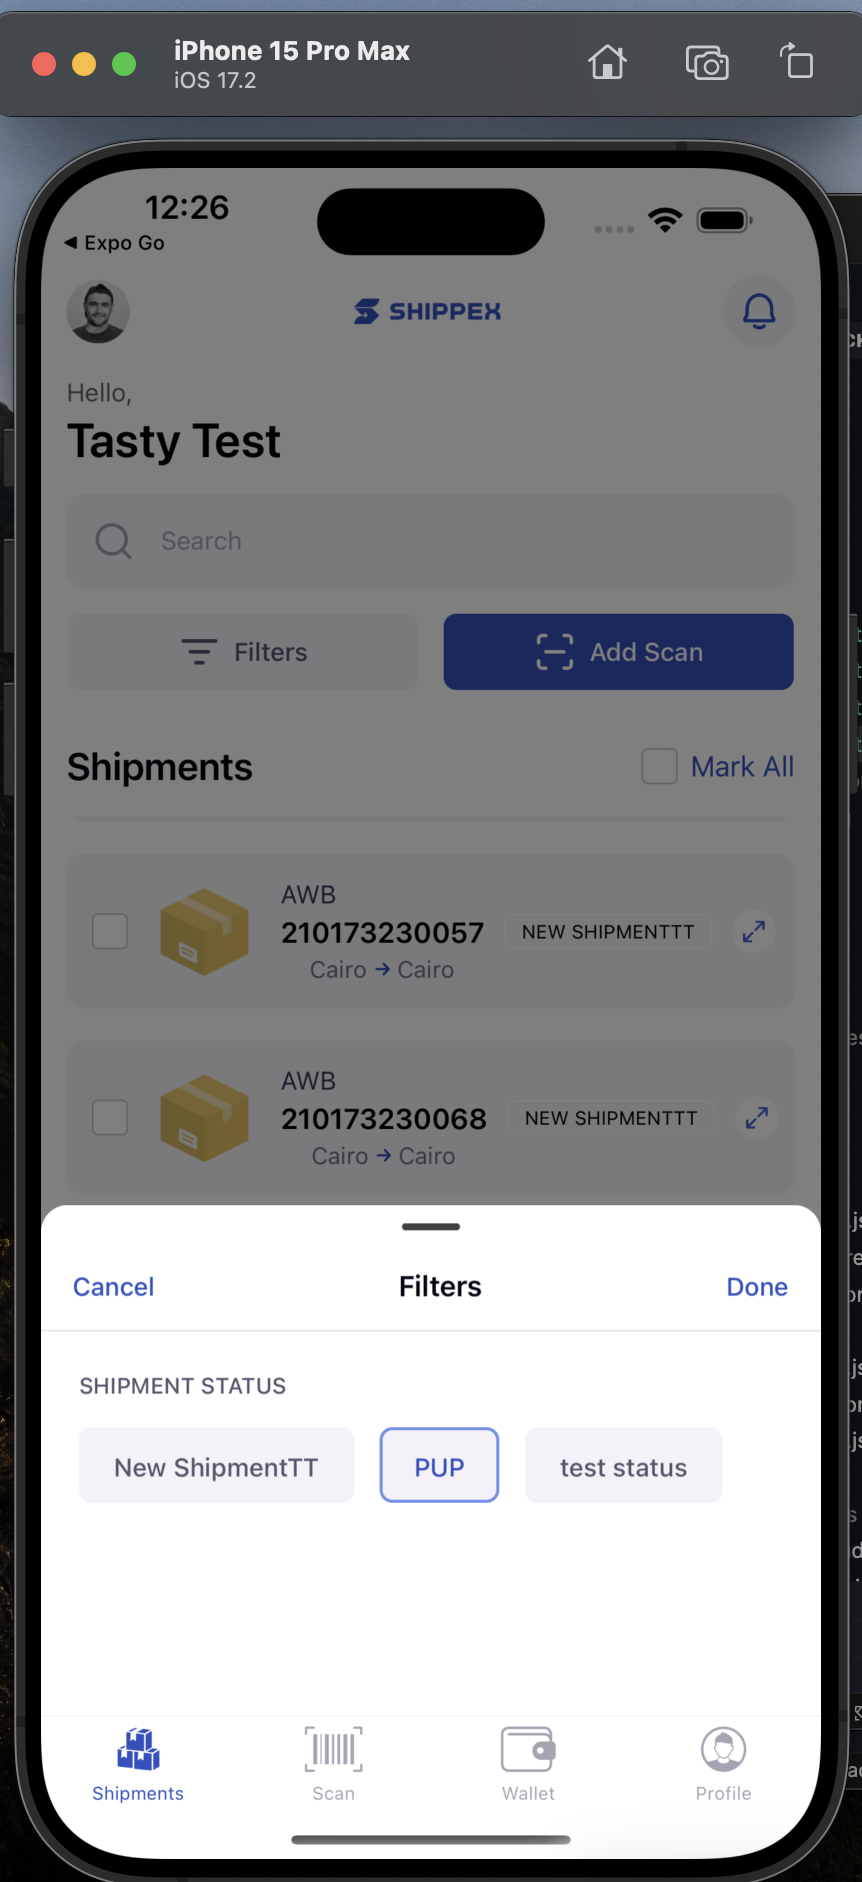 iPhone 15 Pro Max
iOS 17.2
12:26
◀ Expo Go
SHIPPEX
Hello,
Tasty Test
Search
Filters
Add Scan
Shipments
Mark All
AWB
210173230057
NEW SHIPMENTTT
Cairo → Cairo
AWB
210173230068
NEW SHIPMENTTT
Cairo → Cairo
Cancel
Filters
Done
SHIPMENT STATUS
New ShipmentTT
PUP
test status
Shipments
Scan
Wallet
Profile